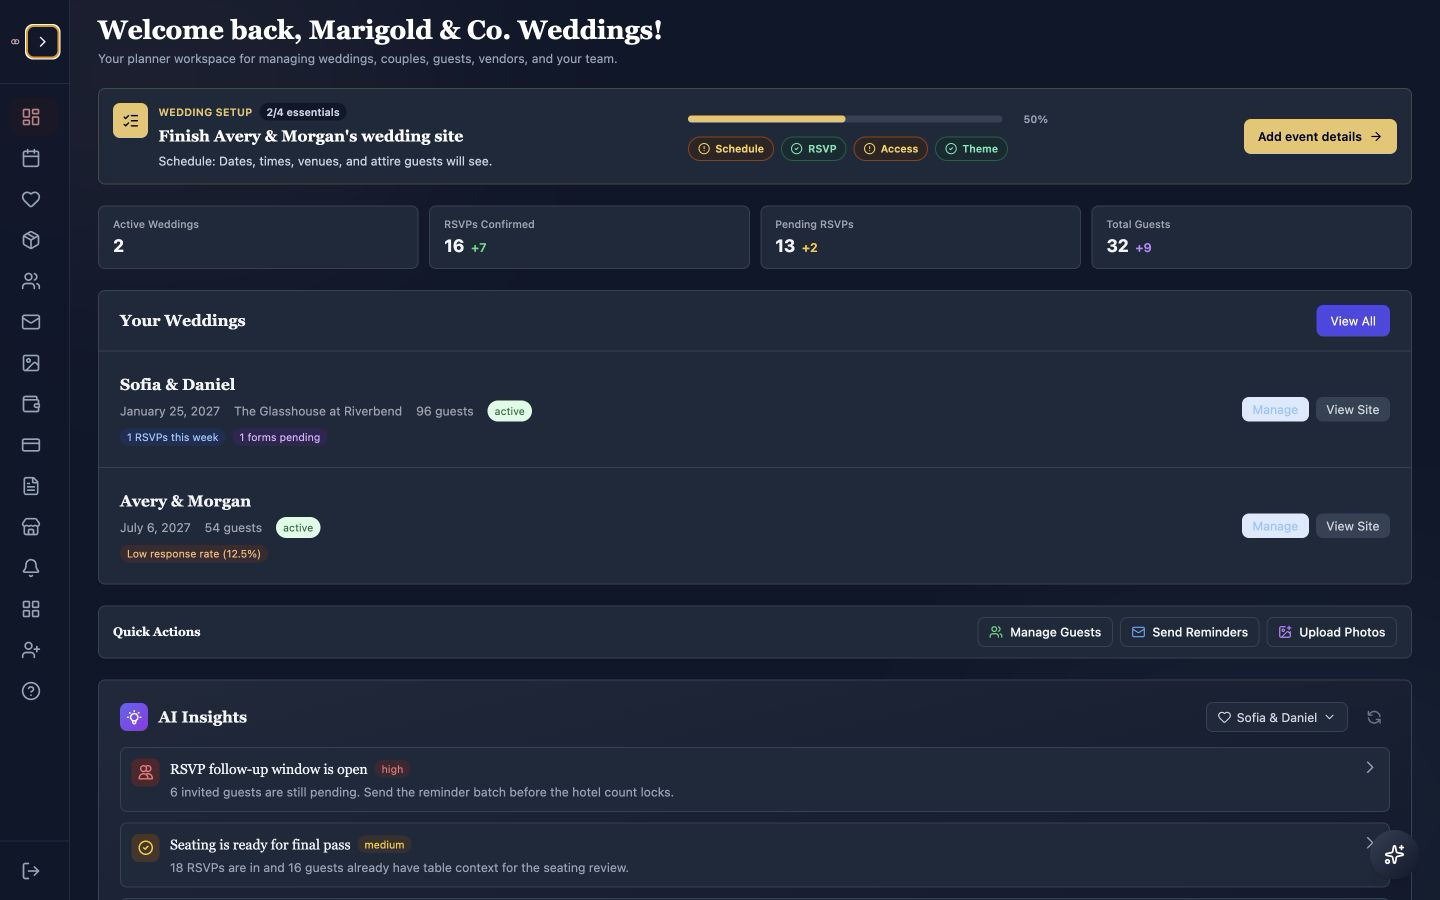 Welcome back, Marigold & Co. Weddings!
Your planner workspace for managing weddings, couples, guests, vendors, and your team.
WEDDING SETUP 2/4 essentials
Finish Avery & Morgan's wedding site
Schedule: Dates, times, venues, and attire guests will see.
50%
Schedule RSVP Access Theme
Add event details
Active Weddings
2
RSVPs Confirmed
16 +7
Pending RSVPs
13 +2
Total Guests
32 +9
Your Weddings
View All
Sofia & Daniel
January 25, 2027 The Glasshouse at Riverbend 96 guests active
1 RSVPs this week 1 forms pending
Manage View Site
Avery & Morgan
July 6, 2027 54 guests active
Low response rate (12.5%)
Manage View Site
Quick Actions
Manage Guests Send Reminders Upload Photos
AI Insights
Sofia & Daniel
RSVP follow-up window is open high
6 invited guests are still pending. Send the reminder batch before the hotel count locks.
Seating is ready for final pass medium
18 RSVPs are in and 16 guests already have table context for the seating review.